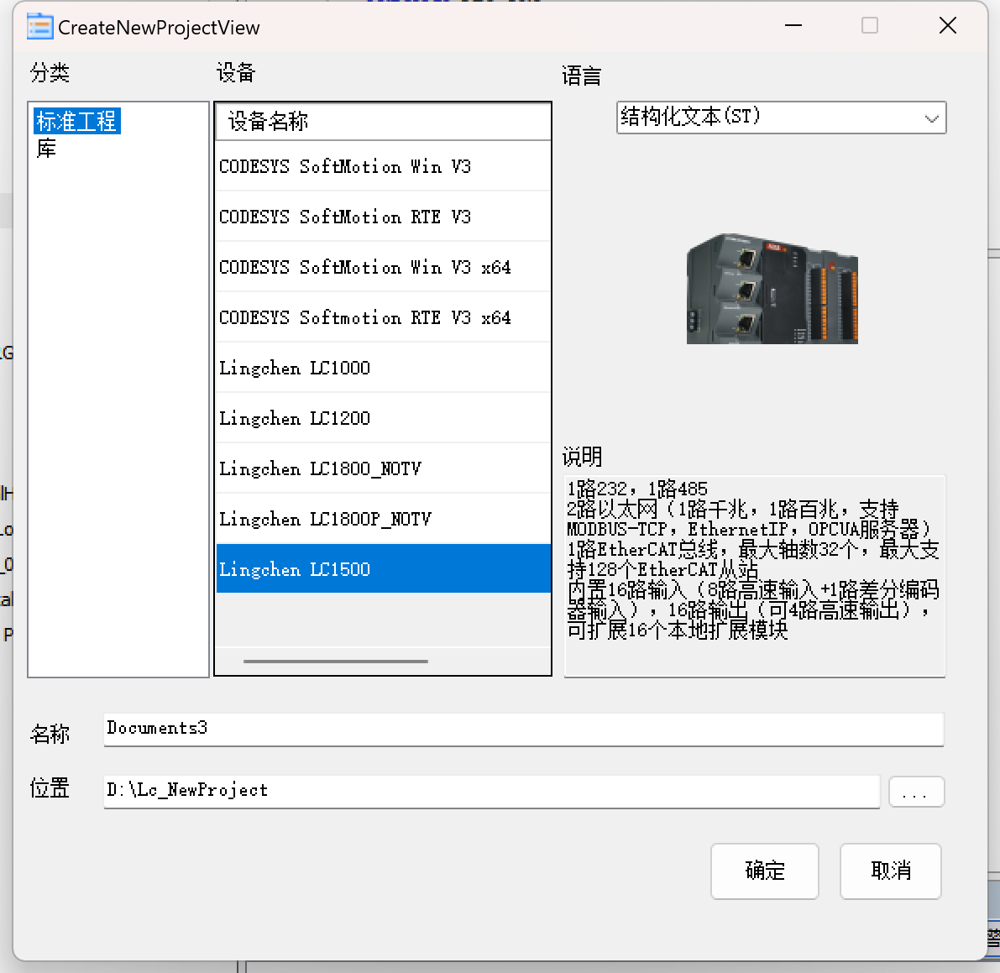 CreateNewProjectView
分类
设备
语言
标准工程
库
设备名称
CODESYS SoftMotion Win V3
CODESYS SoftMotion RTE V3
CODESYS SoftMotion Win V3 x64
CODESYS Softmotion RTE V3 x64
Lingchen LC1000
Lingchen LC1200
Lingchen LC1800_NOTV
Lingchen LC1800P_NOTV
Lingchen LC1500
结构化文本(ST)
说明
1路232，1路485
2路以太网（1路千兆，1路百兆，支持
MODBUS-TCP，EthernetIP，OPCUA服务器）
1路EtherCAT总线，最大轴数32个，最大支
持128个EtherCAT从站
内置16路输入（8路高速输入+1路差分编码
器输入），16路输出（可4路高速输出），
可扩展16个本地扩展模块
名称
Documents3
位置
D:\Lc_NewProject
...
确定
取消